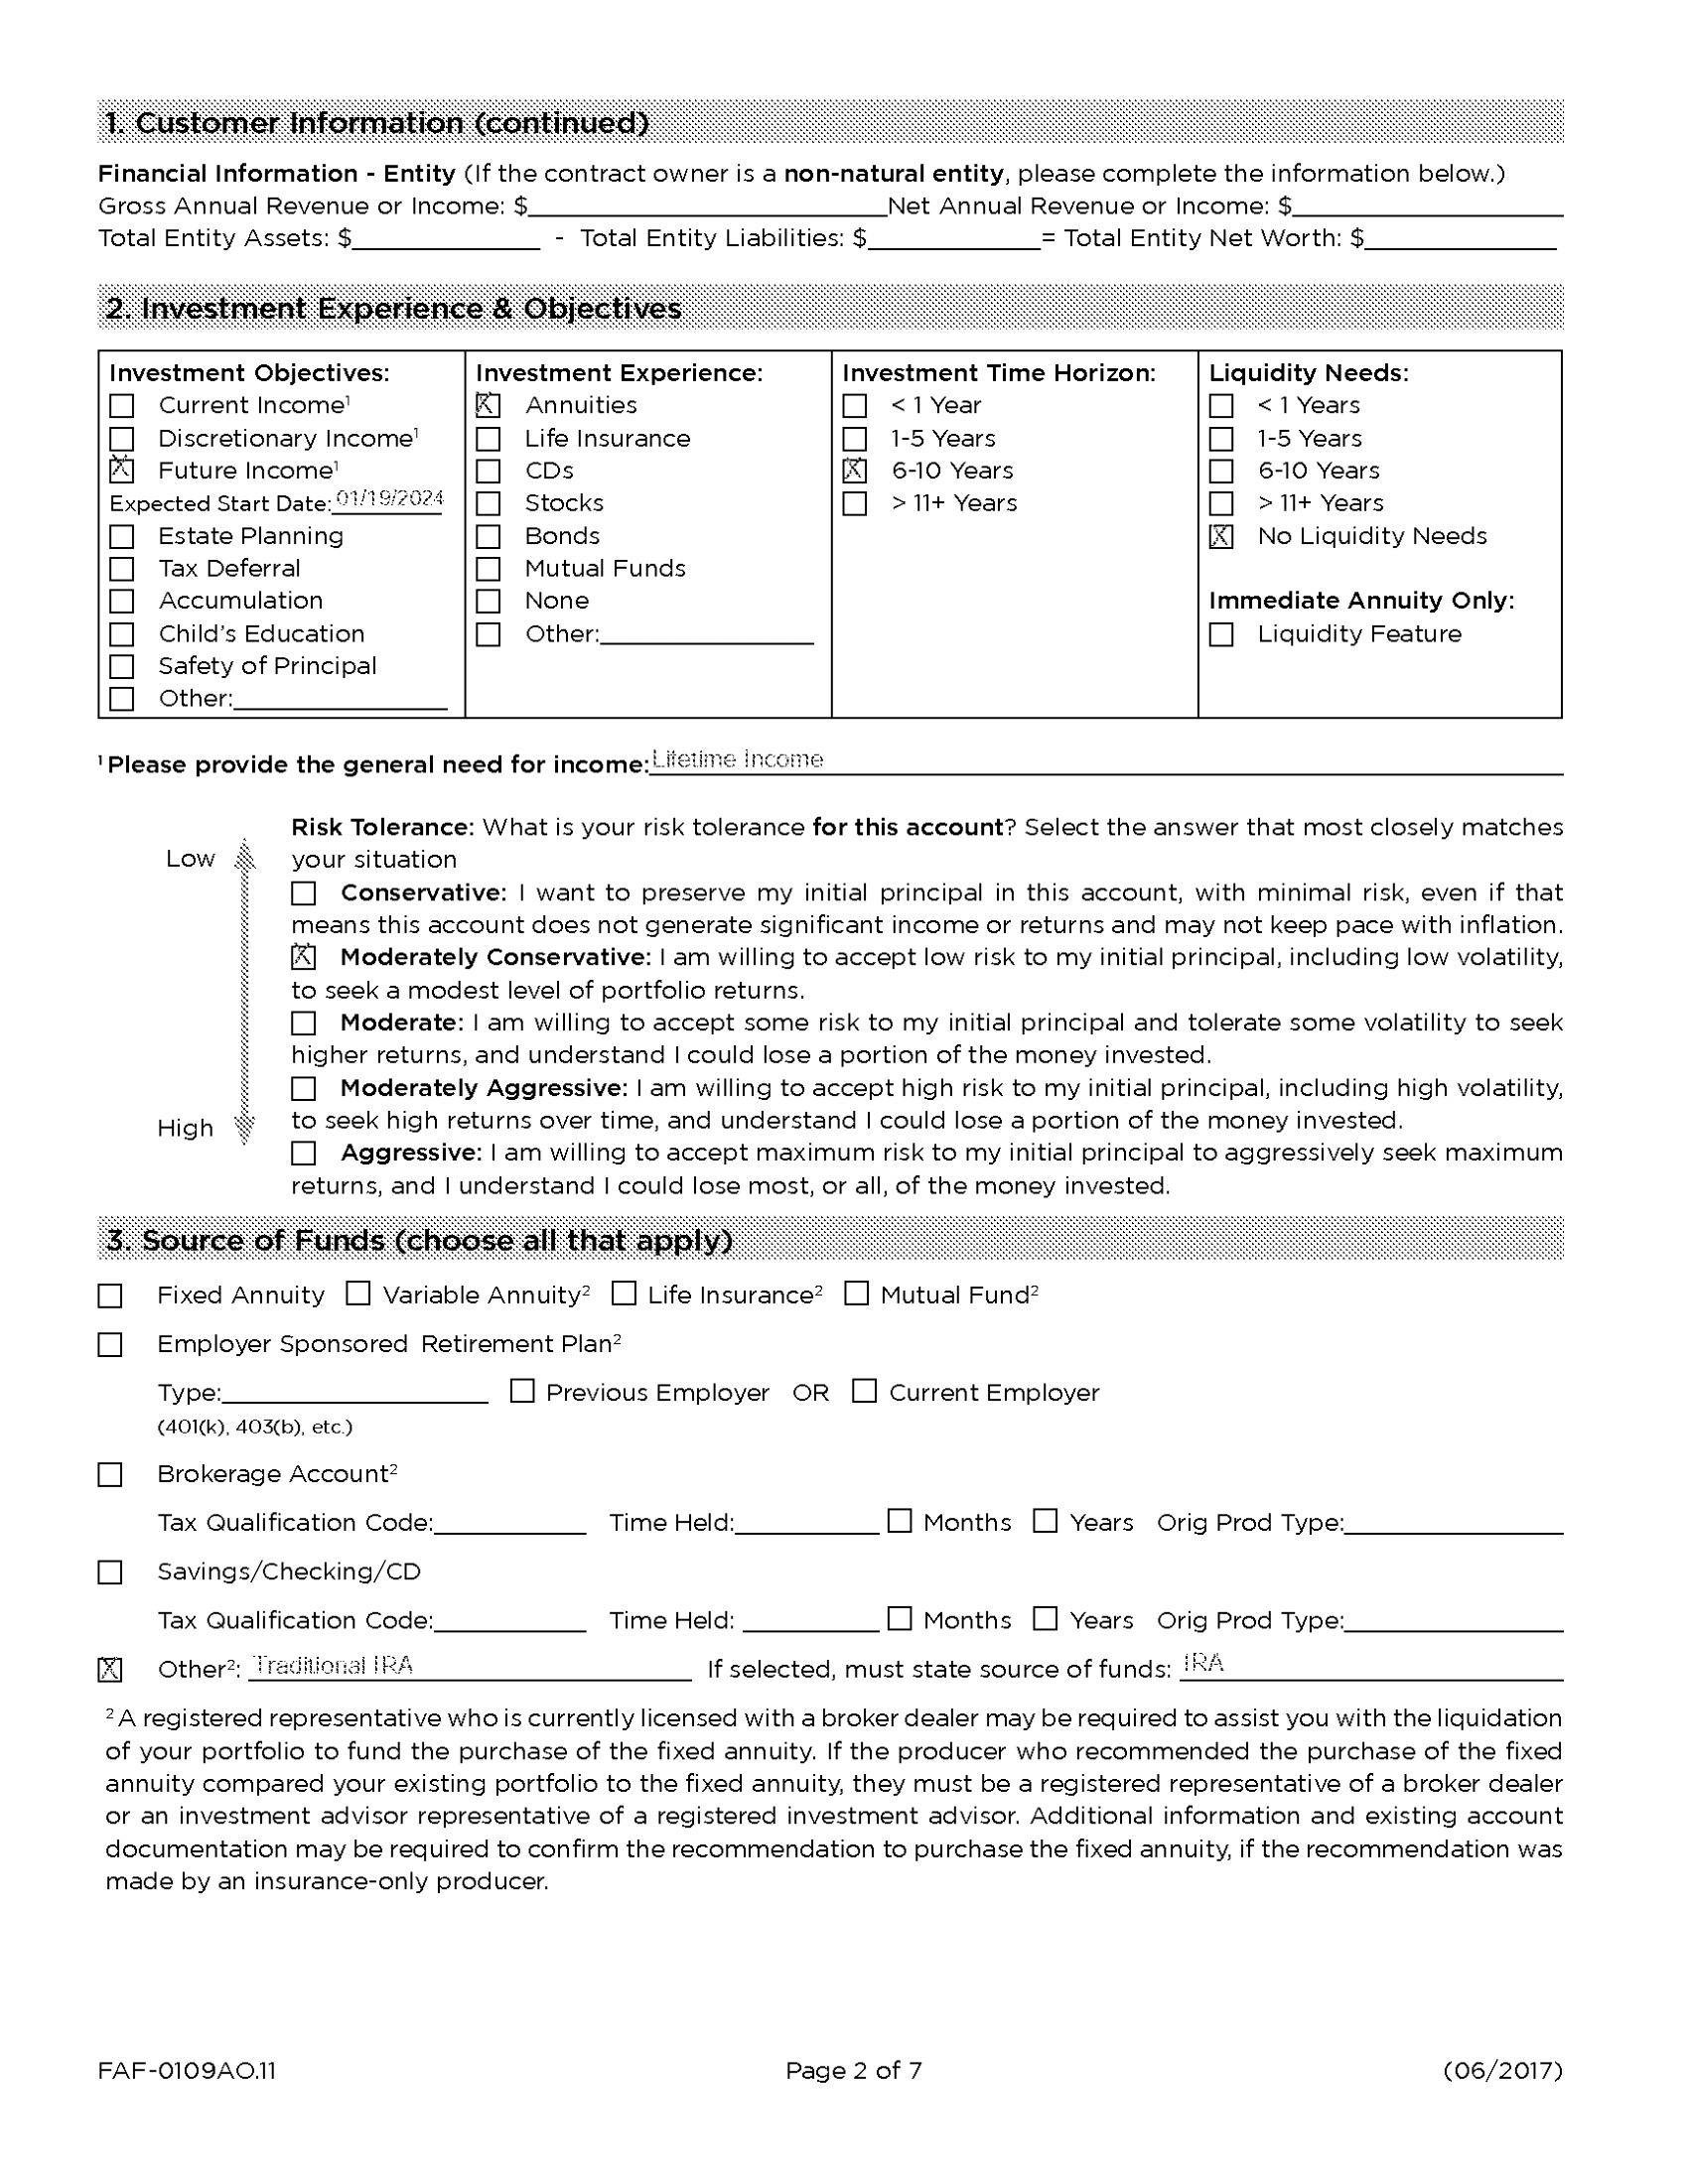 1. Customer Information (continued)
Financial Information - Entity (If the contract owner is a non-natural entity, please complete the information below.)
Gross Annual Revenue or Income: $____________________Net Annual Revenue or Income: $____________________
Total Entity Assets: $____________ - Total Entity Liabilities: $____________= Total Entity Net Worth: $____________
2. Investment Experience & Objectives
Investment Objectives:
☐ Current Income¹
☐ Discretionary Income¹
☒ Future Income¹
Expected Start Date: 01/19/2024
☐ Estate Planning
☐ Tax Deferral
☐ Accumulation
☐ Child's Education
☐ Safety of Principal
☐ Other:____________
Investment Experience:
☒ Annuities
☐ Life Insurance
☐ CDs
☐ Stocks
☐ Bonds
☐ Mutual Funds
☐ None
☐ Other:____________
Investment Time Horizon:
☐ < 1 Year
☐ 1-5 Years
☒ 6-10 Years
☐ > 11+ Years
Liquidity Needs:
☐ < 1 Years
☐ 1-5 Years
☐ 6-10 Years
☐ > 11+ Years
☒ No Liquidity Needs
Immediate Annuity Only:
☐ Liquidity Feature
¹ Please provide the general need for income: Lifetime Income
Risk Tolerance: What is your risk tolerance for this account? Select the answer that most closely matches
Low
your situation
☐ Conservative: I want to preserve my initial principal in this account, with minimal risk, even if that
means this account does not generate significant income or returns and may not keep pace with inflation.
☒ Moderately Conservative: I am willing to accept low risk to my initial principal, including low volatility,
to seek a modest level of portfolio returns.
☐ Moderate: I am willing to accept some risk to my initial principal and tolerate some volatility to seek
higher returns, and understand I could lose a portion of the money invested.
☐ Moderately Aggressive: I am willing to accept high risk to my initial principal, including high volatility,
to seek high returns over time, and understand I could lose a portion of the money invested.
High
☐ Aggressive: I am willing to accept maximum risk to my initial principal to aggressively seek maximum
returns, and I understand I could lose most, or all, of the money invested.
3. Source of Funds (choose all that apply)
☐ Fixed Annuity ☐ Variable Annuity² ☐ Life Insurance² ☐ Mutual Fund²
☐ Employer Sponsored Retirement Plan²
Type:____________ ☐ Previous Employer OR ☐ Current Employer
(401(k), 403(b), etc.)
☐ Brokerage Account²
Tax Qualification Code:____________ Time Held:____________ ☐ Months ☐ Years Orig Prod Type:____________
☐ Savings/Checking/CD
Tax Qualification Code:____________ Time Held: ____________ ☐ Months ☐ Years Orig Prod Type:____________
☒ Other²: Traditional IRA If selected, must state source of funds: IRA
² A registered representative who is currently licensed with a broker dealer may be required to assist you with the liquidation
of your portfolio to fund the purchase of the fixed annuity. If the producer who recommended the purchase of the fixed
annuity compared your existing portfolio to the fixed annuity, they must be a registered representative of a broker dealer
or an investment advisor representative of a registered investment advisor. Additional information and existing account
documentation may be required to confirm the recommendation to purchase the fixed annuity, if the recommendation was
made by an insurance-only producer.
FAF-0109AO.11 Page 2 of 7 (06/2017)